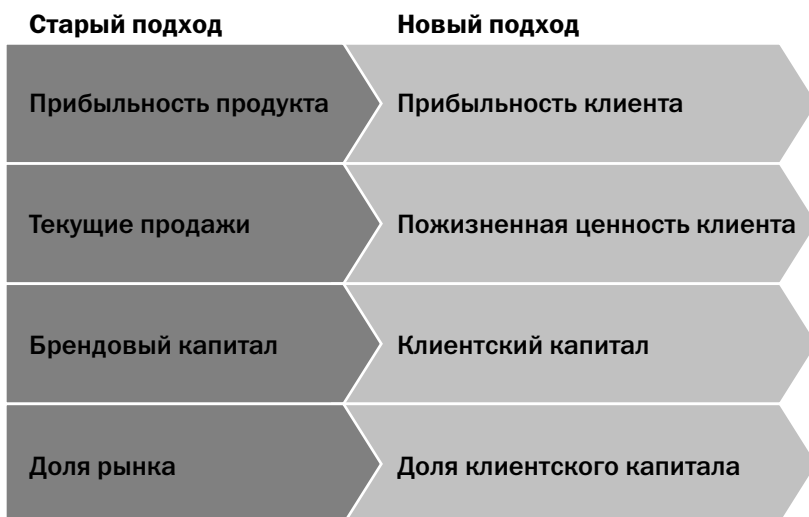 Старый подход Новый подход
Прибыльность продукта Прибыльность клиента
Текущие продажи Пожизненная ценность клиента
Брендовый капитал Клиентский капитал
Доля рынка Доля клиентского капитала